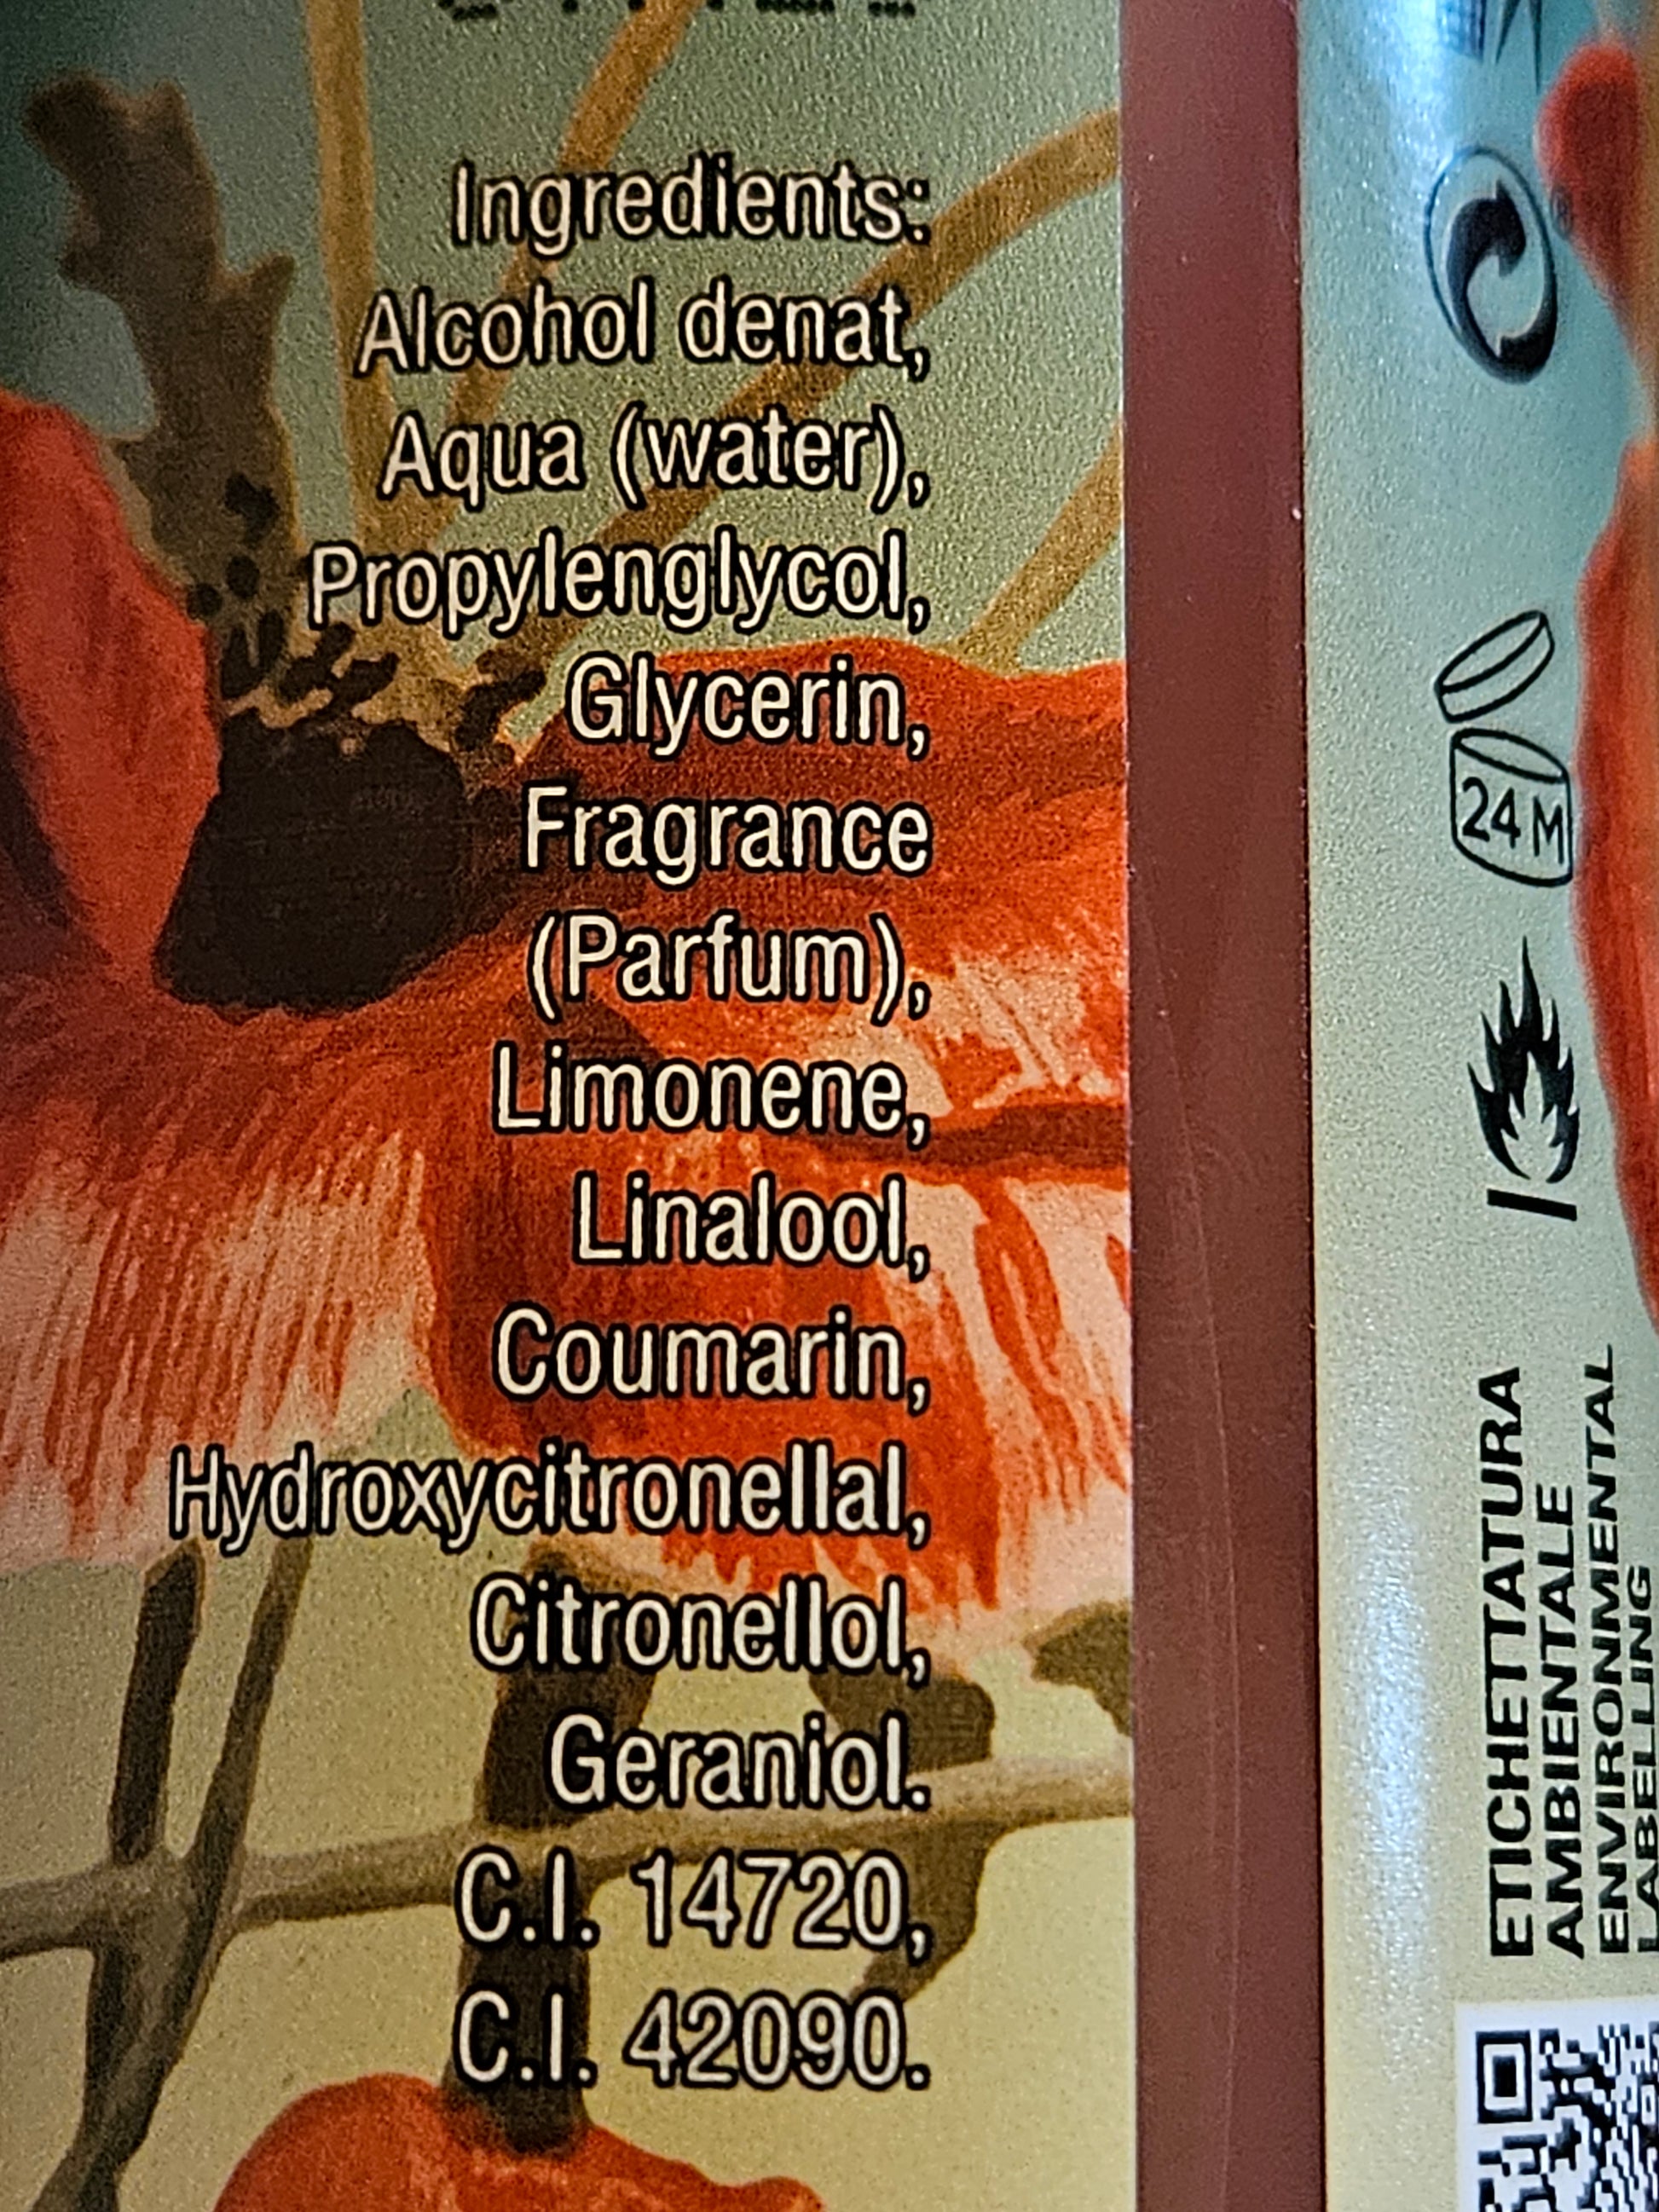 Ingredients:
Alcohol denat,
Aqua (water),
Propylenglycol,
Glycerin,
Fragrance
(Parfum),
Limonene,
Linalool,
Coumarin,
Hydroxycitronellal,
Citronellol,
Geraniol.
C.I. 14720,
C.I. 42090.
24 M
ETICHETTATURA
AMBIENTALE
ENVIRONMENTAL
LABELLING